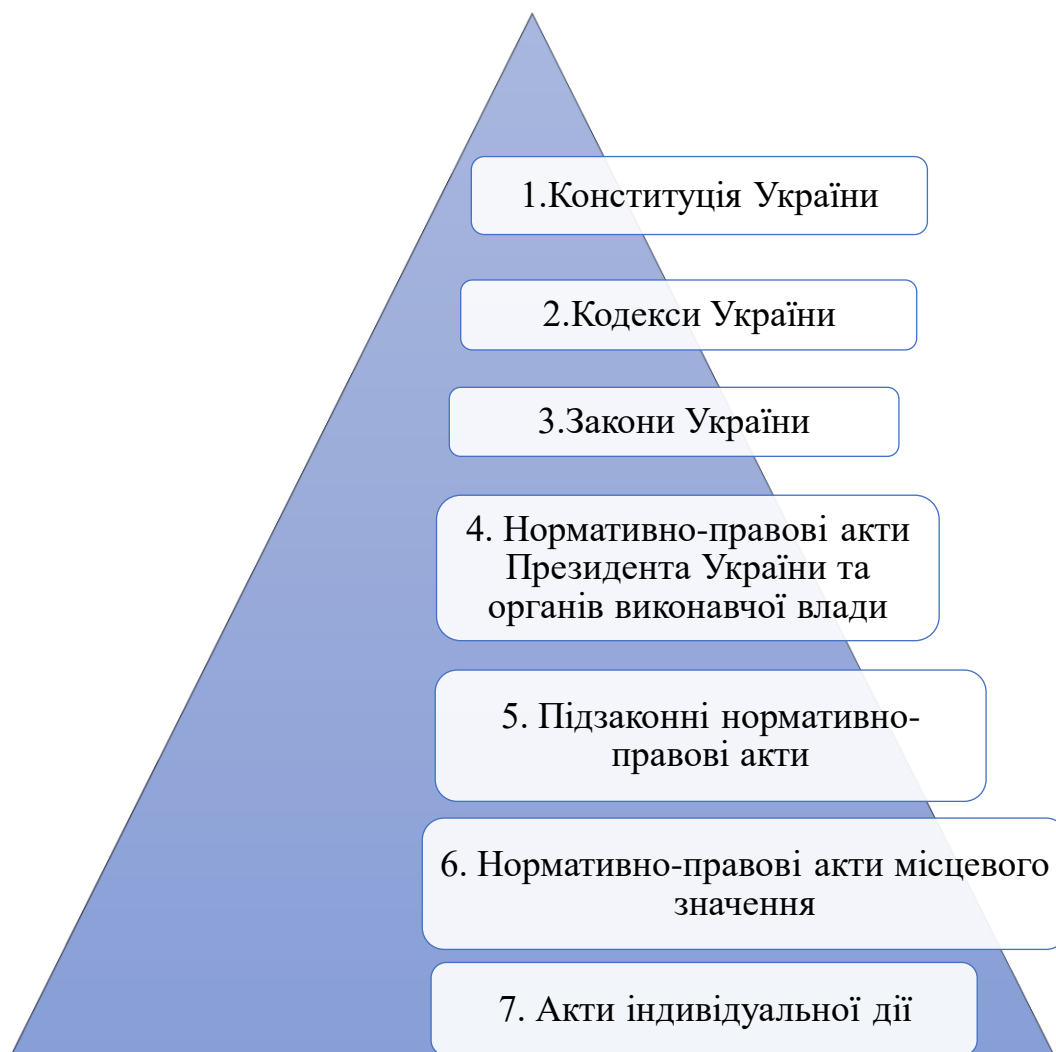 1.Конституція України
2.Кодекси України
3.Закони України
4. Нормативно-правові акти
Президента України та
органів виконавчої влади
5. Підзаконні нормативно-
правові акти
6. Нормативно-правові акти місцевого
значення
7. Акти індивідуальної дії